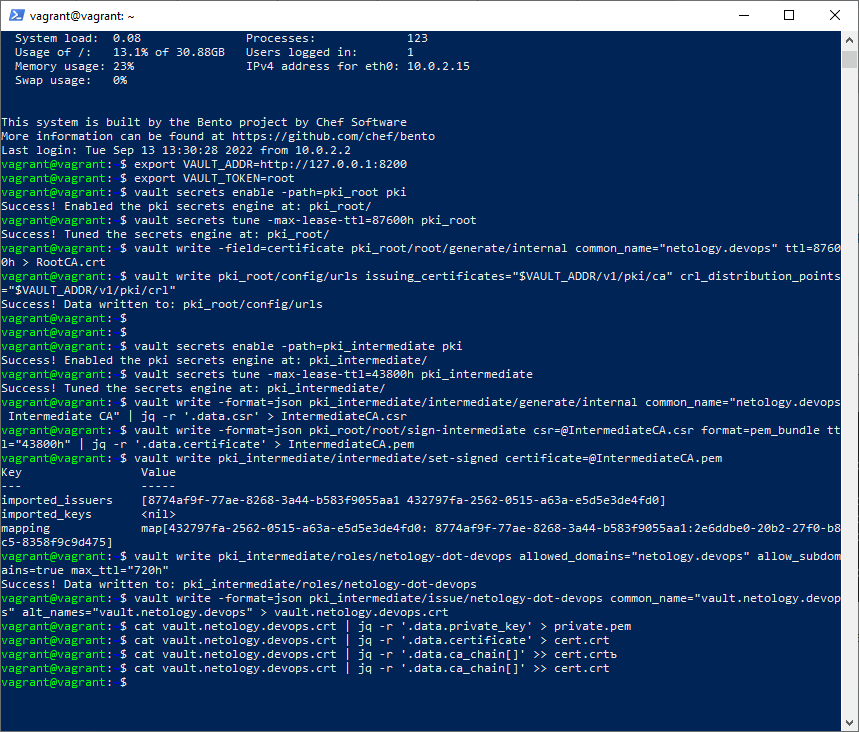 vagrant@vagrant: ~
System load:  0.08               Processes:             123
Usage of /:   13.1% of 30.88GB   Users logged in:       1
Memory usage: 23%                IPv4 address for eth0: 10.0.2.15
Swap usage:   0%
This system is built by the Bento project by Chef Software
More information can be found at https://github.com/chef/bento
Last login: Tue Sep 13 13:30:28 2022 from 10.0.2.2
vagrant@vagrant: $ export VAULT_ADDR=http://127.0.0.1:8200
vagrant@vagrant: $ export VAULT_TOKEN=root
vagrant@vagrant: $ vault secrets enable -path=pki_root pki
Success! Enabled the pki secrets engine at: pki_root/
vagrant@vagrant: $ vault secrets tune -max-lease-ttl=87600h pki_root
Success! Tuned the secrets engine at: pki_root/
vagrant@vagrant: $ vault write -field=certificate pki_root/root/generate/internal common_name="netology.devops" ttl=8760
0h > RootCA.crt
vagrant@vagrant: $ vault write pki_root/config/urls issuing_certificates="$VAULT_ADDR/v1/pki/ca" crl_distribution_points
="$VAULT_ADDR/v1/pki/crl"
Success! Data written to: pki_root/config/urls
vagrant@vagrant: $
vagrant@vagrant: $
vagrant@vagrant: $ vault secrets enable -path=pki_intermediate pki
Success! Enabled the pki secrets engine at: pki_intermediate/
vagrant@vagrant: $ vault secrets tune -max-lease-ttl=43800h pki_intermediate
Success! Tuned the secrets engine at: pki_intermediate/
vagrant@vagrant: $ vault write -format=json pki_intermediate/intermediate/generate/internal common_name="netology.devops
 Intermediate CA" | jq -r '.data.csr' > IntermediateCA.csr
vagrant@vagrant: $ vault write -format=json pki_root/root/sign-intermediate csr=@IntermediateCA.csr format=pem_bundle tt
l="43800h" | jq -r '.data.certificate' > IntermediateCA.pem
vagrant@vagrant: $ vault write pki_intermediate/intermediate/set-signed certificate=@IntermediateCA.pem
Key                 Value
---                 -----
imported_issuers    [8774af9f-77ae-8268-3a44-b583f9055aa1 432797fa-2562-0515-a63a-e5d5e3de4fd0]
imported_keys       <nil>
mapping             map[432797fa-2562-0515-a63a-e5d5e3de4fd0: 8774af9f-77ae-8268-3a44-b583f9055aa1:2e6ddbe0-20b2-27f0-b8
c5-8358f9c9d475]
vagrant@vagrant: $ vault write pki_intermediate/roles/netology-dot-devops allowed_domains="netology.devops" allow_subdom
ains=true max_ttl="720h"
Success! Data written to: pki_intermediate/roles/netology-dot-devops
vagrant@vagrant: $ vault write -format=json pki_intermediate/issue/netology-dot-devops common_name="vault.netology.devop
s" alt_names="vault.netology.devops" > vault.netology.devops.crt
vagrant@vagrant: $ cat vault.netology.devops.crt | jq -r '.data.private_key' > private.pem
vagrant@vagrant: $ cat vault.netology.devops.crt | jq -r '.data.certificate' > cert.crt
vagrant@vagrant: $ cat vault.netology.devops.crt | jq -r '.data.ca_chain[]' >> cert.crtь
vagrant@vagrant: $ cat vault.netology.devops.crt | jq -r '.data.ca_chain[]' >> cert.crt
vagrant@vagrant: $